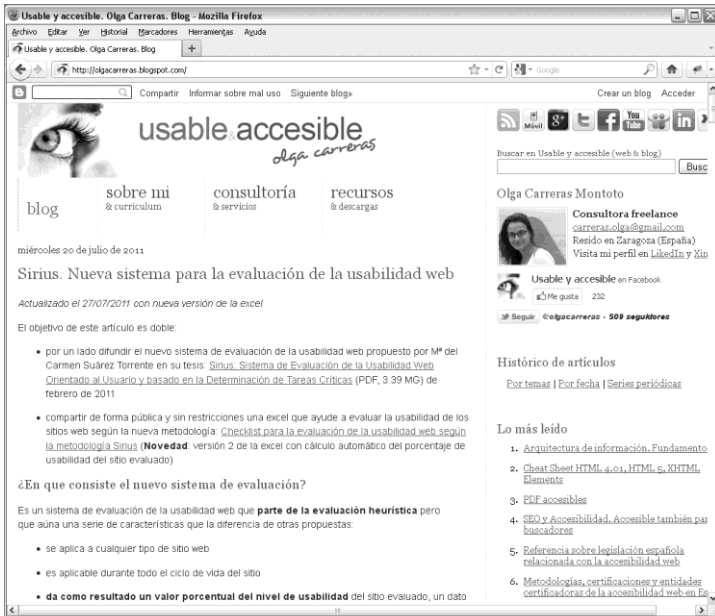 Usable y accesible. Olga Carreras. Blog - Mozilla Firefox
Archivo Editar Ver Historial Marcadores Herramientas Ayuda
Usable y accesible. Olga Carreras. Blog
http://olgacarreras.blogspot.com/
Google
Compartir Informar sobre mal uso Siguiente blog» Crear un blog Acceder
usable&accesible
olga carreras
blog
sobre mi
& curriculum
consultoría
& servicios
recursos
& descargas
miércoles 20 de julio de 2011
Sirius. Nueva sistema para la evaluación de la usabilidad web
Actualizado el 27/07/2011 con nueva versión de la excel
El objetivo de este artículo es doble:
• por un lado difundir el nuevo sistema de evaluación de la usabilidad web propuesto por Mª del
Carmen Suárez Torrente en su tesis: Sirius: Sistema de Evaluación de la Usabilidad Web
Orientado al Usuario y basado en la Determinación de Tareas Críticas (PDF, 3.39 MG) de
febrero de 2011
• compartir de forma pública y sin restricciones una excel que ayude a evaluar la usabilidad de los
sitios web según la nueva metodología: Checklist para la evaluación de la usabilidad web según
la metodología Sirius (Novedad: versión 2 de la excel con cálculo automático del porcentaje de
usabilidad del sitio evaluado)
¿En que consiste el nuevo sistema de evaluación?
Es un sistema de evaluación de la usabilidad web que parte de la evaluación heurística pero
que aúna una serie de características que la diferencia de otras propuestas:
• se aplica a cualquier tipo de sitio web
• es aplicable durante todo el ciclo de vida del sitio
• da como resultado un valor porcentual del nivel de usabilidad del sitio evaluado, un dato
Móvil
You
Tube
Buscar en Usable y accesible (web & blog)
Busc
Olga Carreras Montoto
Consultora freelance
carreras.olga@gmail.com
Resido en Zaragoza (España)
Visita mi perfil en LinkedIn y Xin
Usable y accesible en Facebook
Me gusta 232
Seguir @olgacarreras - 509 seguidores
Histórico de artículos
Por temas | Por fecha | Series periódicas
Lo más leído
1. Arquitectura de información. Fundamento
2. Cheat Sheet HTML 4.01, HTML 5, XHTML
Elements
3. PDF accesibles
4. SEO y Accesibilidad. Accesible también par
buscadores
5. Referencia sobre legislación española
relacionada con la accesibilidad web
6. Metodologías, certificaciones y entidades
certificadoras de la accesibilidad web en Es